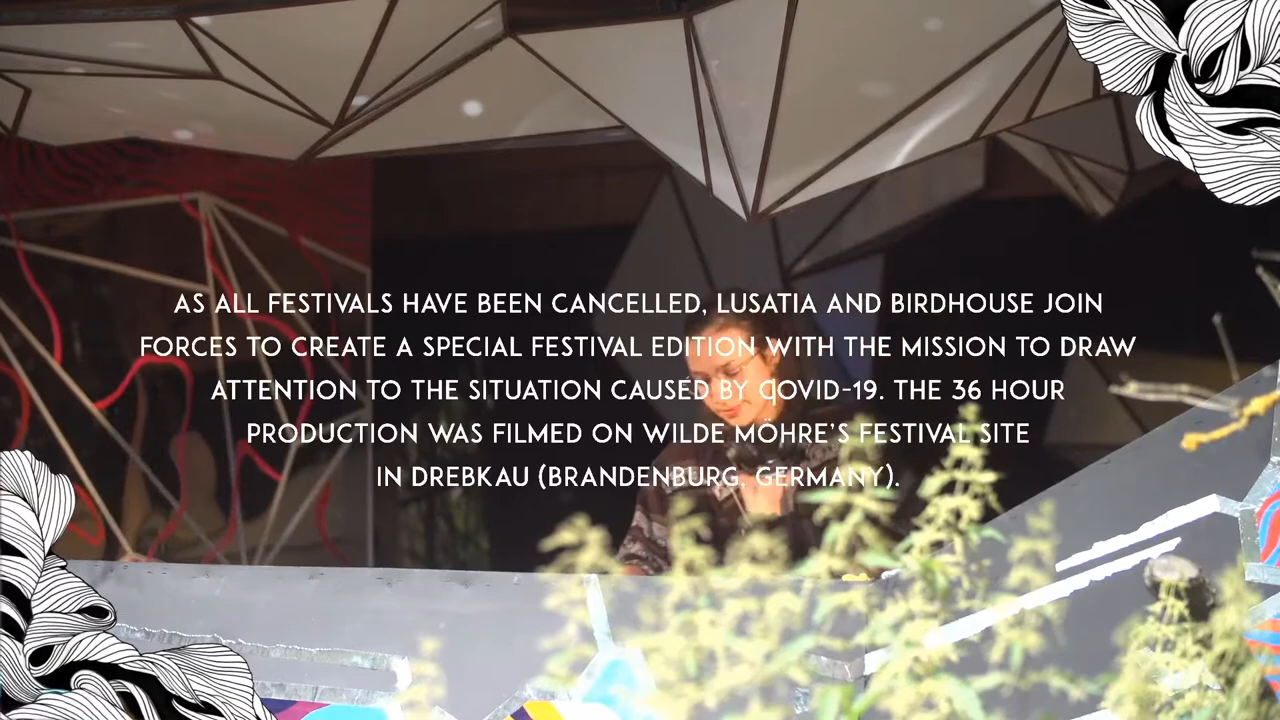 AS ALL FESTIVALS HAVE BEEN CANCELLED, LUSATIA AND BIRDHOUSE JOIN
FORCES TO CREATE A SPECIAL FESTIVAL EDITION WITH THE MISSION TO DRAW
ATTENTION TO THE SITUATION CAUSED BY COVID-19. THE 36 HOUR
PRODUCTION WAS FILMED ON WILDE MÖHRE'S FESTIVAL SITE
IN DREBKAU (BRANDENBURG, GERMANY).